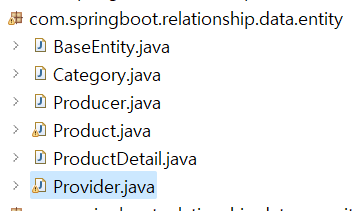 com.springboot.relationship.data.entity
BaseEntity.java
Category.java
Producer.java
Product.java
ProductDetail.java
Provider.java